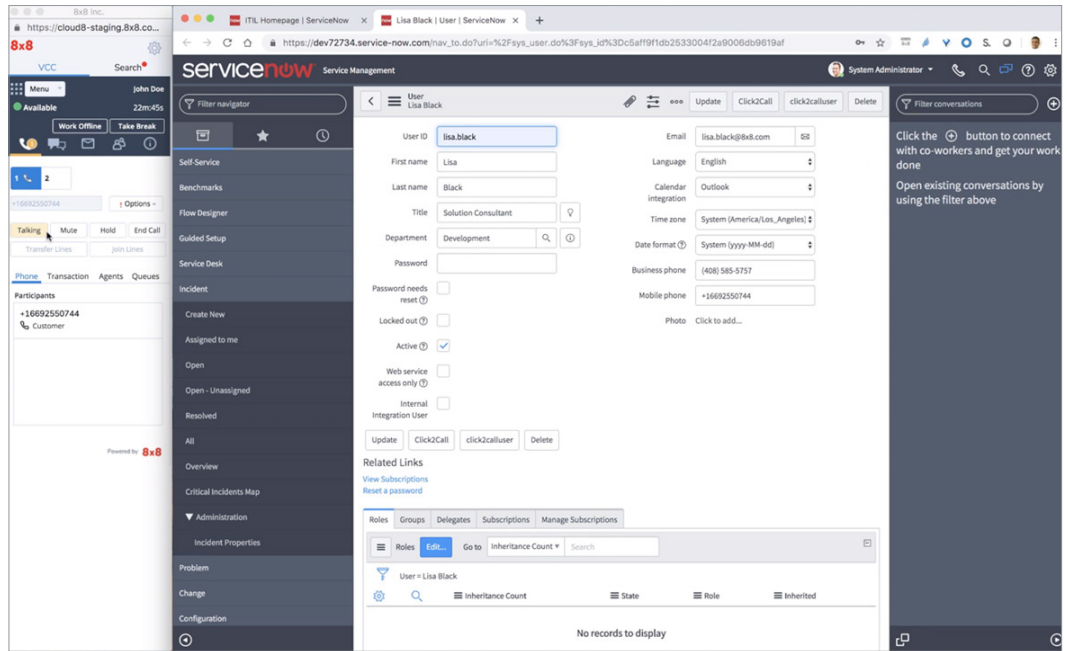 8x8 Inc.
https://cloud8-staging.8x8.co...
8x8
VCC Search
Menu John Doe
Available 22m:45s
Work Offline Take Break
1 2
+16692550744 ! Options
Talking Mute Hold End Call
Transfer Lines Join Lines
Phone Transaction Agents Queues
Participants
+16692550744
Customer
Powered by 8x8
ITIL Homepage | ServiceNow × Lisa Black | User | ServiceNow × +
https://dev72734.service-now.com/nav_to.do?uri=%2Fsys_user.do%3Fsys_id%3Dc5aff9f1db2533004f2a9006db9619af
servicenow Service Management
System Administrator
Filter navigator
Self-Service
Benchmarks
Flow Designer
Guided Setup
Service Desk
Incident
Create New
Assigned to me
Open
Open - Unassigned
Resolved
All
Overview
Critical Incidents Map
Administration
Incident Properties
Problem
Change
Configuration
User
Lisa Black
Update Click2Call click2calluser Delete
User ID lisa.black
First name Lisa
Last name Black
Title Solution Consultant
Department Development
Password
Password needs
reset
Locked out
Active
Web service
access only
Internal
Integration User
Email lisa.black@8x8.com
Language English
Calendar
integration
Outlook
Time zone System (America/Los_Angeles)
Date format System (yyyy-MM-dd)
Business phone (408) 585-5757
Mobile phone +16692550744
Photo Click to add...
Update Click2Call click2calluser Delete
Related Links
View Subscriptions
Reset a password
Roles Groups Delegates Subscriptions Manage Subscriptions
Roles Edit... Go to Inheritance Count Search
User = Lisa Black
Inheritance Count State Role Inherited
No records to display
Filter conversations
Click the ⊕ button to connect
with co-workers and get your work
done
Open existing conversations by
using the filter above